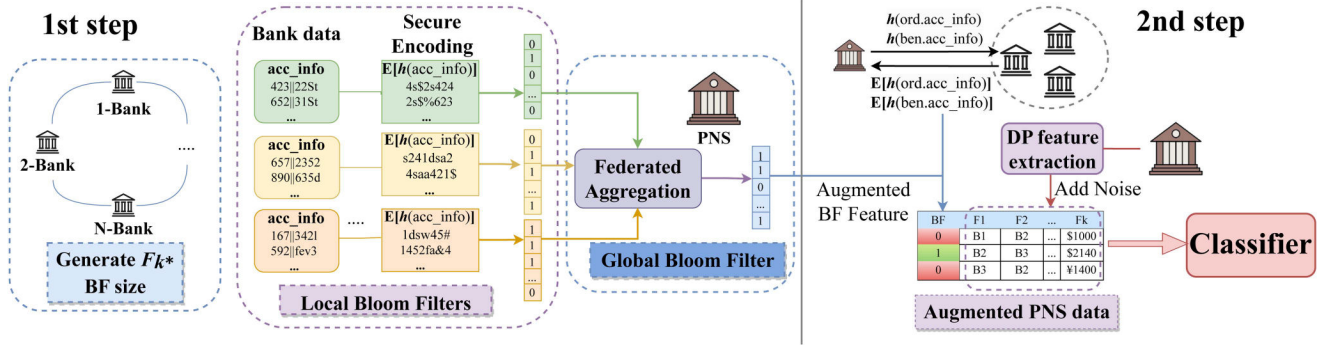 1st step
1-Bank
2-Bank
....
N-Bank
Generate Fk*
BF size
Bank data
Secure
Encoding
acc_info
423||22St
652||31St
...
E[h(acc_info)]
4s$2s424
2s$%623
...
0
1
0
...
0
acc_info
657||2352
890||635d
...
E[h(acc_info)]
s241dsa2
4saa421$
...
0
1
1
...
1
acc_info
167||342l
592||fev3
...
....
E[h(acc_info)]
1dsw45#
1452fa&4
...
1
1
1
...
0
Local Bloom Filters
PNS
Federated
Aggregation
1
1
0
...
1
Global Bloom Filter
2nd step
h(ord.acc_info)
h(ben.acc_info)
E[h(ord.acc_info)]
E[h(ben.acc_info)]
DP feature
extraction
Add Noise
Augmented
BF Feature
BF F1 F2 ... Fk
0 B1 B2 ... $1000
1 B2 B3 ... $2140
0 B3 B2 ... ¥1400
Augmented PNS data
Classifier